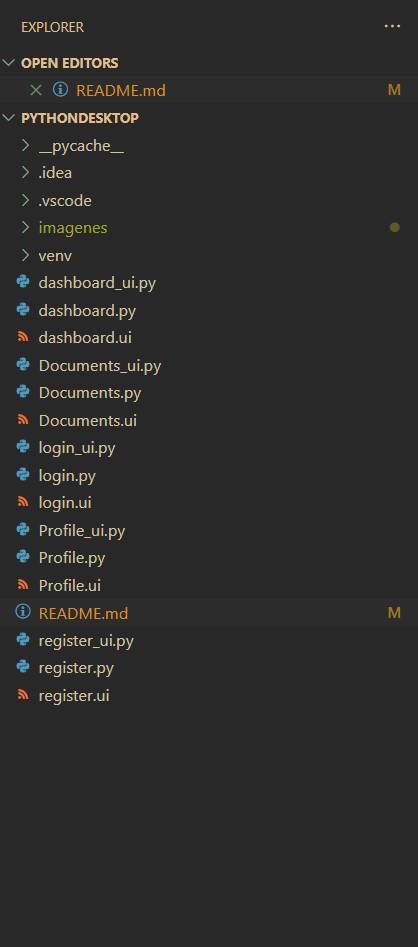 EXPLORER ...
OPEN EDITORS
README.md M
PYTHONDESKTOP
__pycache__
.idea
.vscode
imagenes
venv
dashboard_ui.py
dashboard.py
dashboard.ui
Documents_ui.py
Documents.py
Documents.ui
login_ui.py
login.py
login.ui
Profile_ui.py
Profile.py
Profile.ui
README.md M
register_ui.py
register.py
register.ui